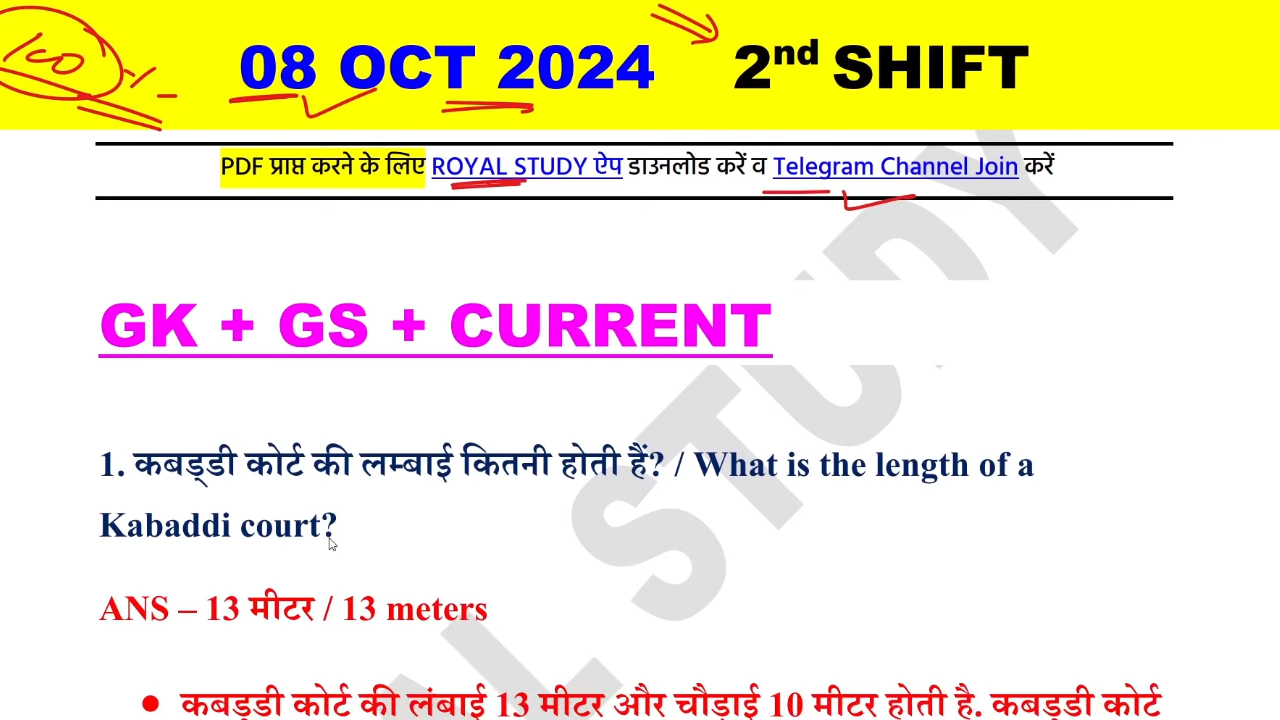 100%
08 OCT 2024 2nd SHIFT
PDF प्राप्त करने के लिए ROYAL STUDY ऐप डाउनलोड करें व Telegram Channel Join करें
GK + GS + CURRENT
1. कबड्डी कोर्ट की लम्बाई कितनी होती हैं? / What is the length of a
Kabaddi court?
ANS – 13 मीटर / 13 meters
• कबड्डी कोर्ट की लंबाई 13 मीटर और चौड़ाई 10 मीटर होती है. कबड्डी कोर्ट